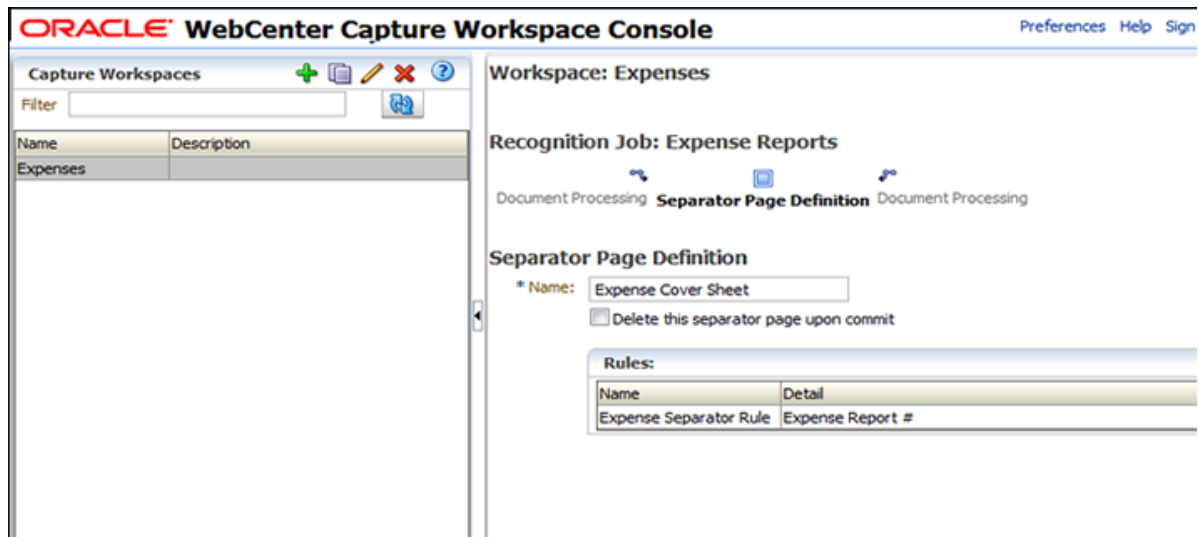 ORACLE WebCenter Capture Workspace Console
Preferences Help Sign
Capture Workspaces
Filter
Name Description
Expenses
Workspace: Expenses
Recognition Job: Expense Reports
Document Processing Separator Page Definition Document Processing
Separator Page Definition
* Name: Expense Cover Sheet
Delete this separator page upon commit
Rules:
Name Detail
Expense Separator Rule Expense Report #